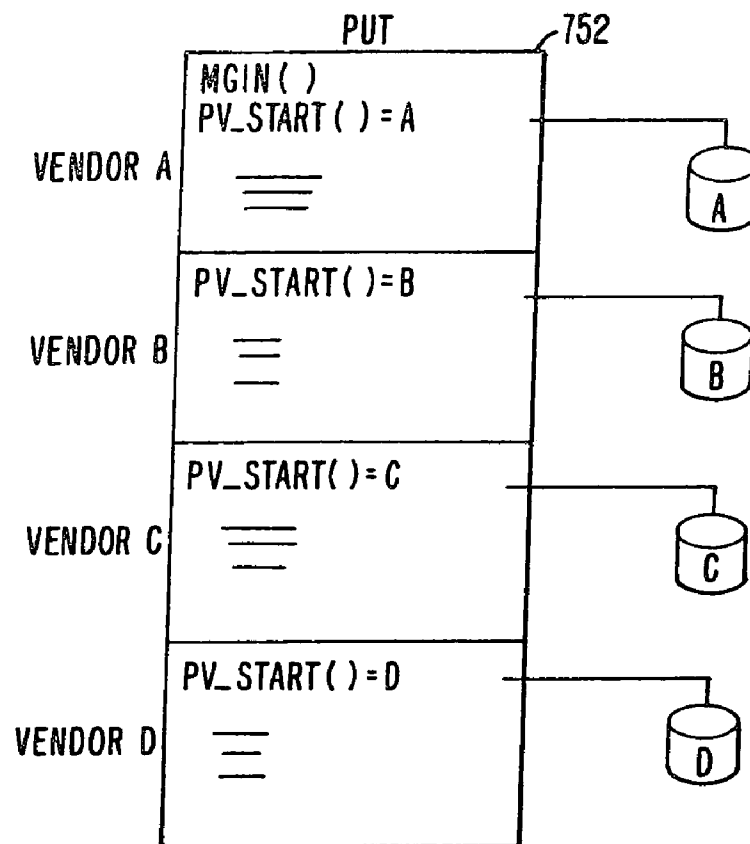 PUT
752
MGIN( )
PV_START( )=A
VENDOR A
A
PV_START( )=B
VENDOR B
B
PV_START( )=C
VENDOR C
C
PV_START( )=D
VENDOR D
D